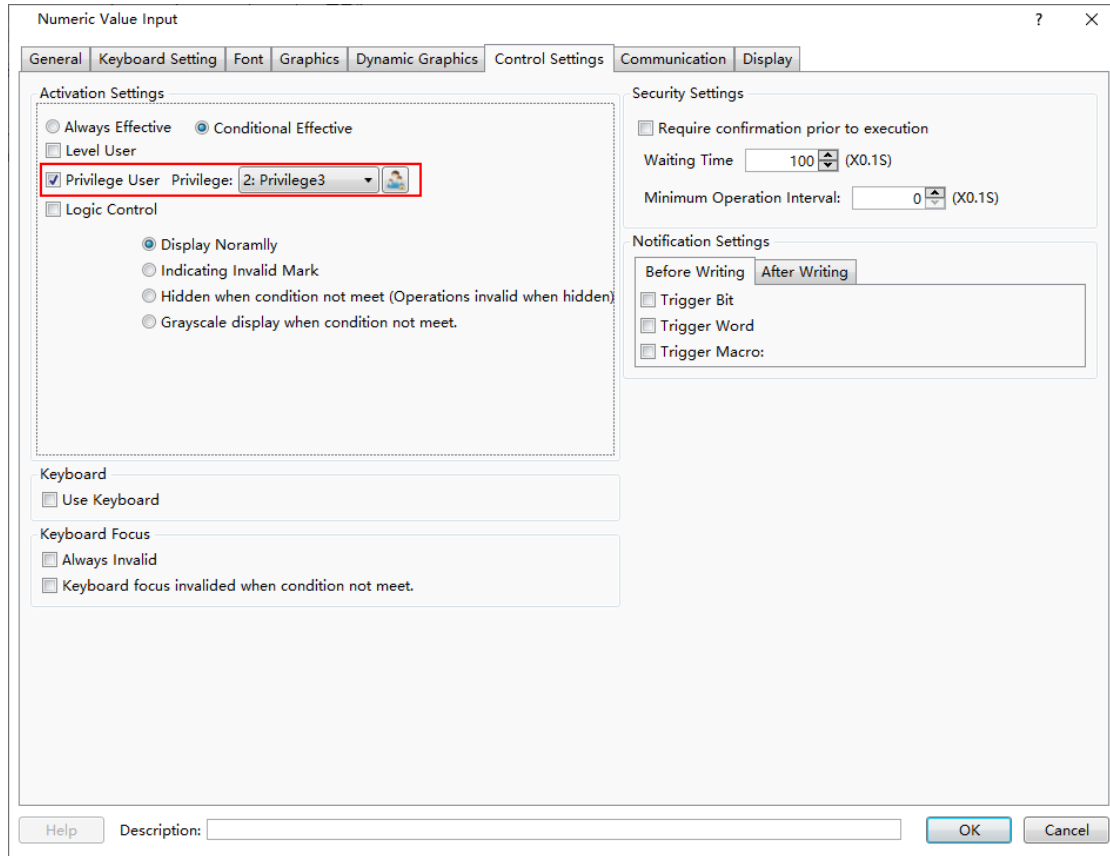 Numeric Value Input
General Keyboard Setting Font Graphics Dynamic Graphics Control Settings Communication Display
Activation Settings
Always Effective Conditional Effective
Level User
Privilege User Privilege: 2: Privilege3
Logic Control
Display Noramlly
Indicating Invalid Mark
Hidden when condition not meet (Operations invalid when hidden)
Grayscale display when condition not meet.
Keyboard
Use Keyboard
Keyboard Focus
Always Invalid
Keyboard focus invalided when condition not meet.
Security Settings
Require confirmation prior to execution
Waiting Time 100 (X0.1S)
Minimum Operation Interval: 0 (X0.1S)
Notification Settings
Before Writing After Writing
Trigger Bit
Trigger Word
Trigger Macro:
Help Description: OK Cancel